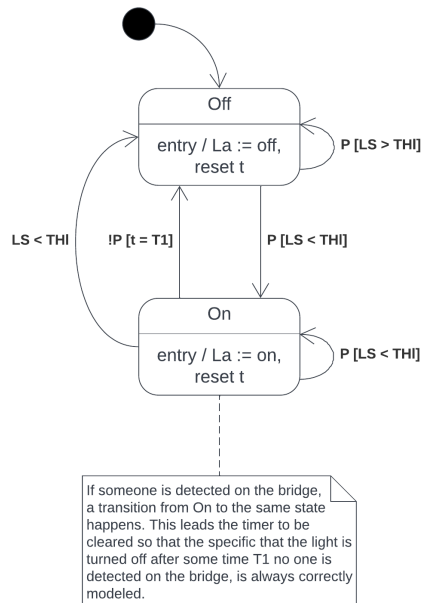 Off
entry / La := off,
reset t
P [LS > THl]
LS < THl
!P [t = T1]
P [LS < THl]
On
entry / La := on,
reset t
P [LS < THl]
If someone is detected on the bridge,
a transition from On to the same state
happens. This leads the timer to be
cleared so that the specific that the light is
turned off after some time T1 no one is
detected on the bridge, is always correctly
modeled.